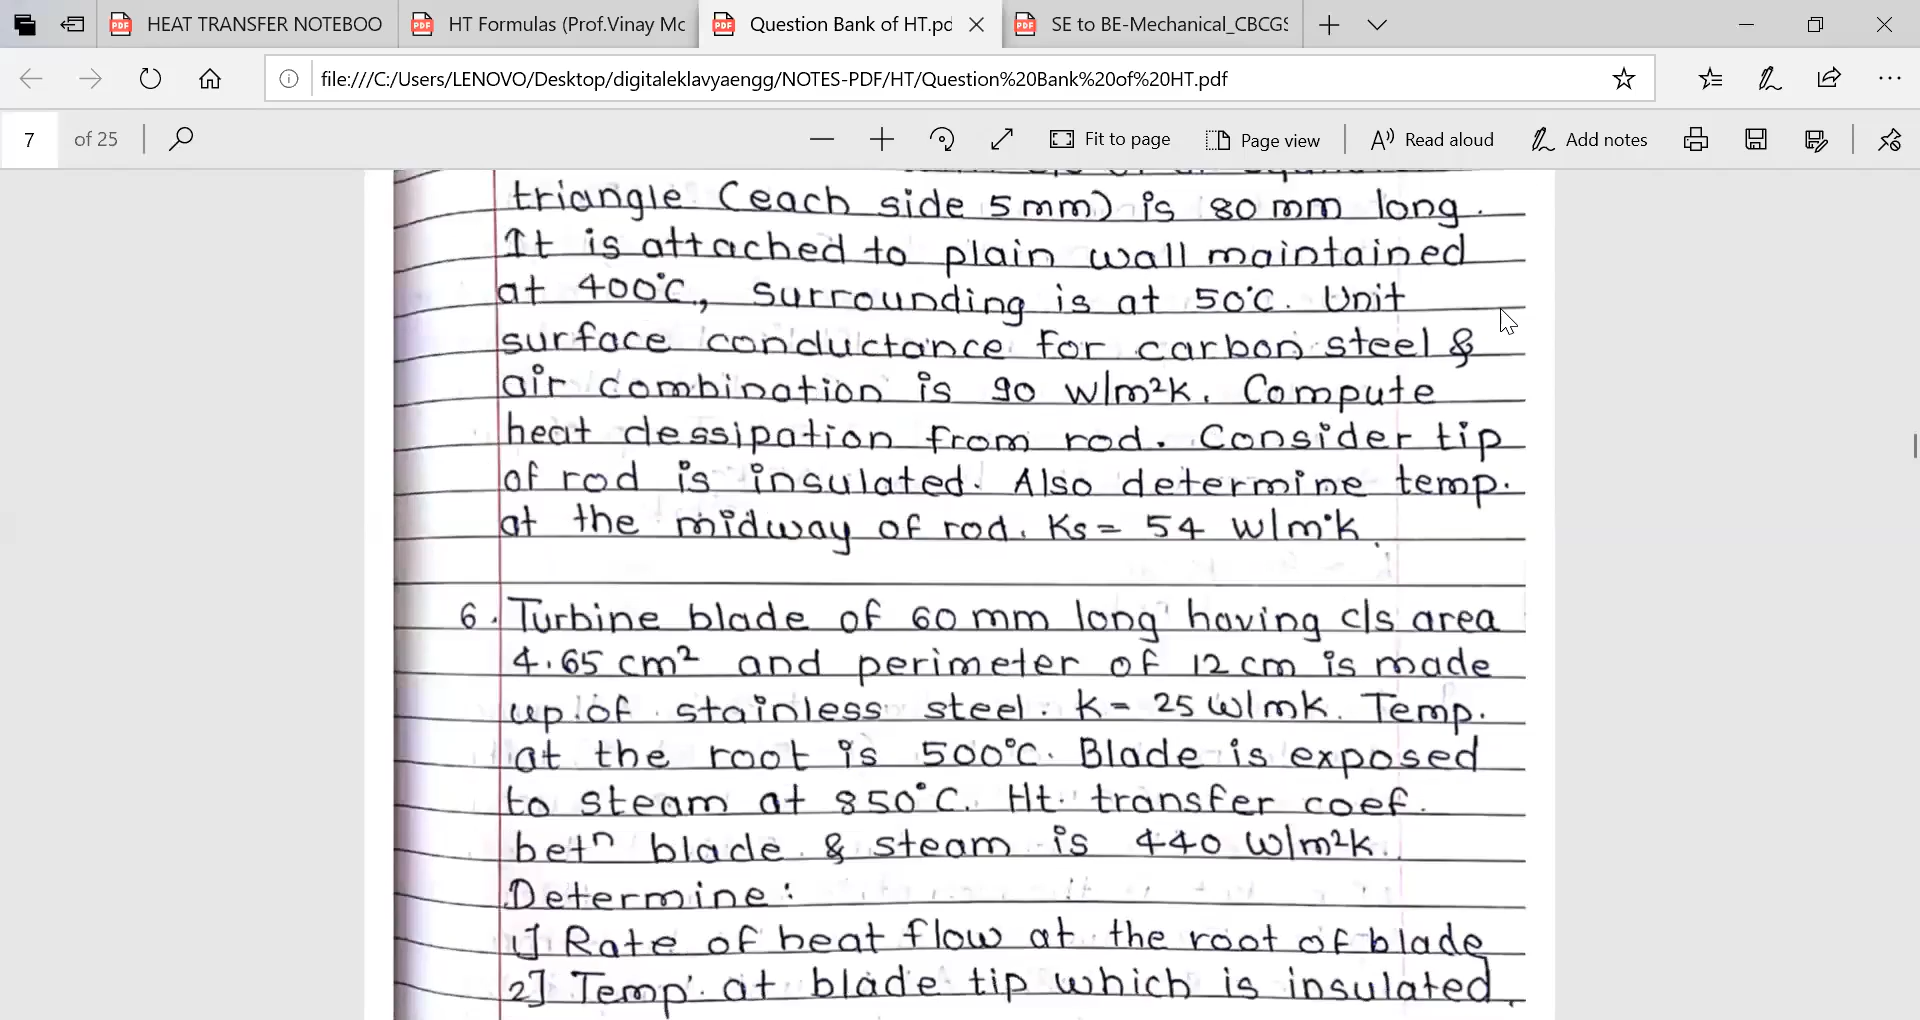 HEAT TRANSFER NOTEBOO
HT Formulas (Prof.Vinay Mc
Question Bank of HT.pd
SE to BE-Mechanical_CBCGS
file:///C:/Users/LENOVO/Desktop/digitaleklavyaengg/NOTES-PDF/HT/Question%20Bank%20of%20HT.pdf
7 of 25
Fit to page
Page view
Read aloud
Add notes
triangle (each side 5mm) is 80 mm long.
It is attached to plain wall maintained
at 400°C., surrounding is at 50°C. Unit
surface conductance for carbon steel &
air combination is 90 W/m²K. Compute
heat dessipation from rod. Consider tip
of rod is insulated. Also determine temp.
at the midway of rod. Ks = 54 W/m°k.
6. Turbine blade of 60 mm long having c/s area
4.65 cm² and perimeter of 12 cm is made
up of stainless steel. K = 25 W/mk. Temp.
at the root is 500°C. Blade is exposed
to steam at 850°C. Ht. transfer coef.
betⁿ blade & steam is 440 W/m²k.
Determine:
1] Rate of heat flow at the root of blade
2] Temp. at blade tip which is insulated.